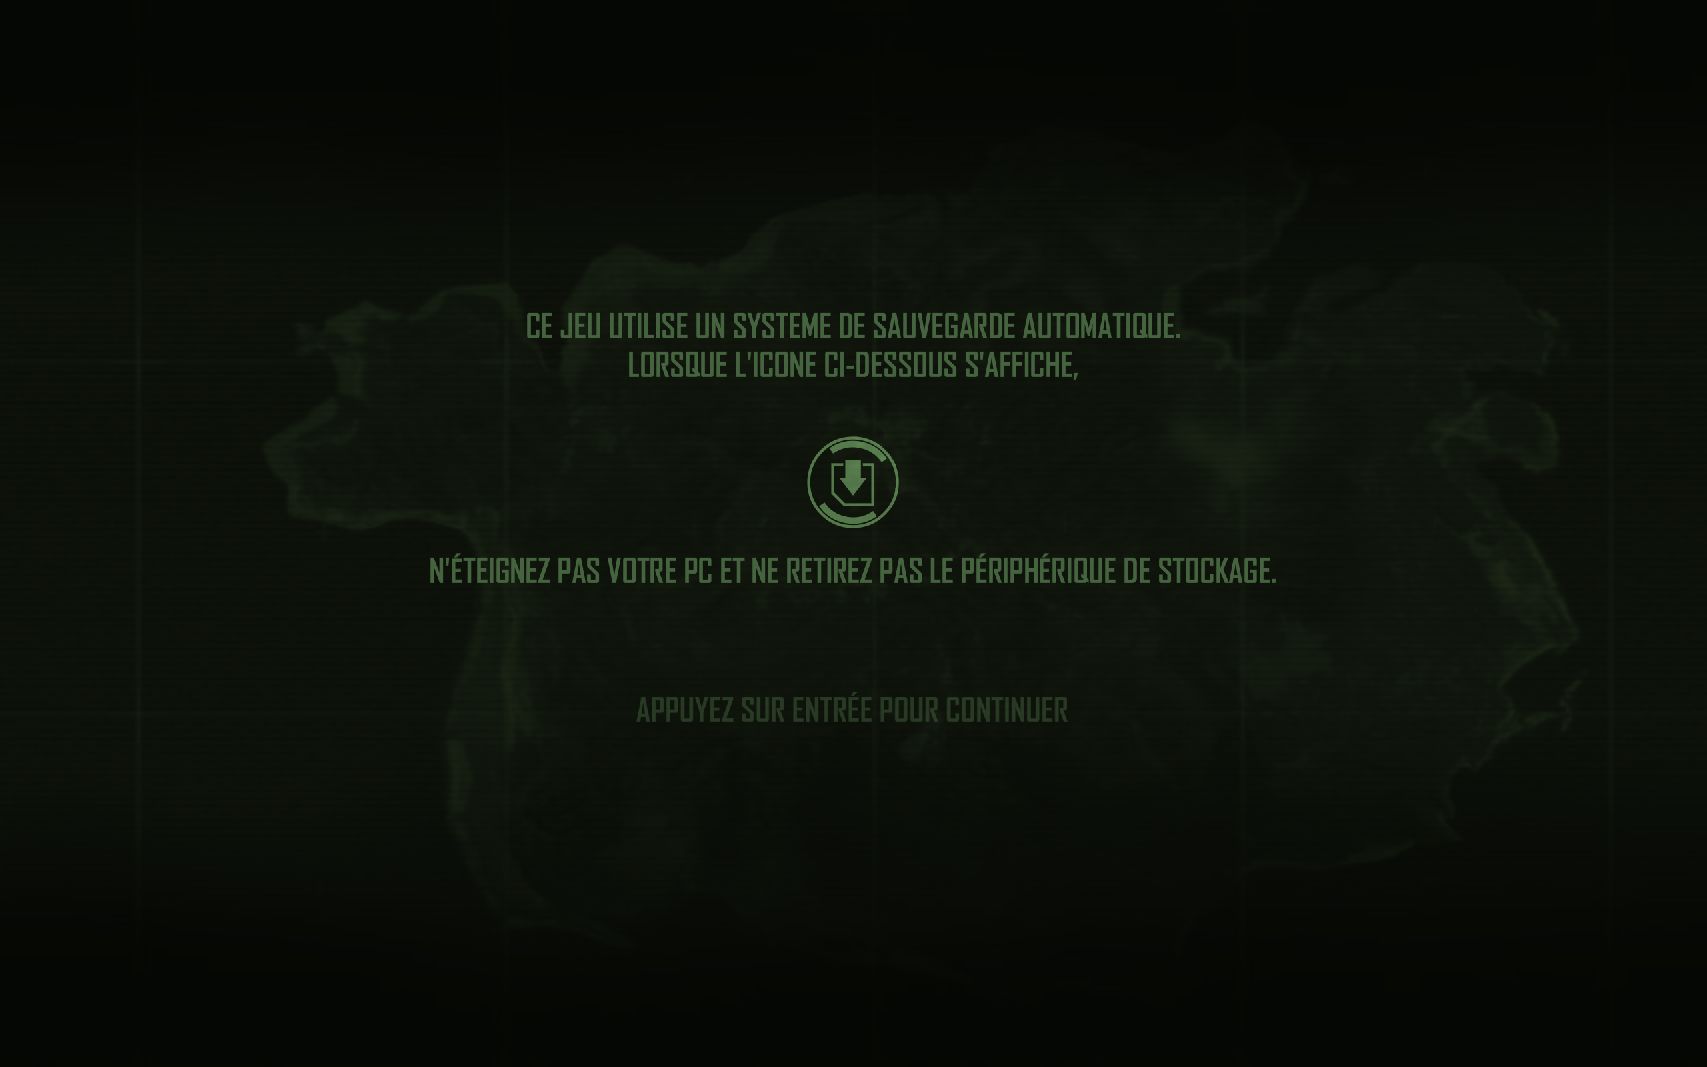 CE JEU UTILISE UN SYSTEME DE SAUVEGARDE AUTOMATIQUE.
LORSQUE L'ICONE CI-DESSOUS S'AFFICHE,
N'ÉTEIGNEZ PAS VOTRE PC ET NE RETIREZ PAS LE PÉRIPHÉRIQUE DE STOCKAGE.
APPUYEZ SUR ENTRÉE POUR CONTINUER